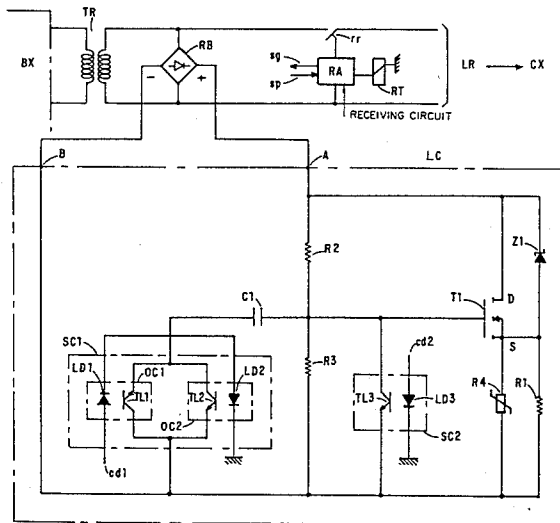 TR
RB
rr
BX
sg
RA
sp
RT
LR → CX
− +
RECEIVING CIRCUIT
B
A
LC
R2
Z1
C1
T1
D
S
SC1
R3
cd2
LD1
OC1
LD2
TL1
TL2
OC2
TL3
LD3
SC2
R4
R1
cd1